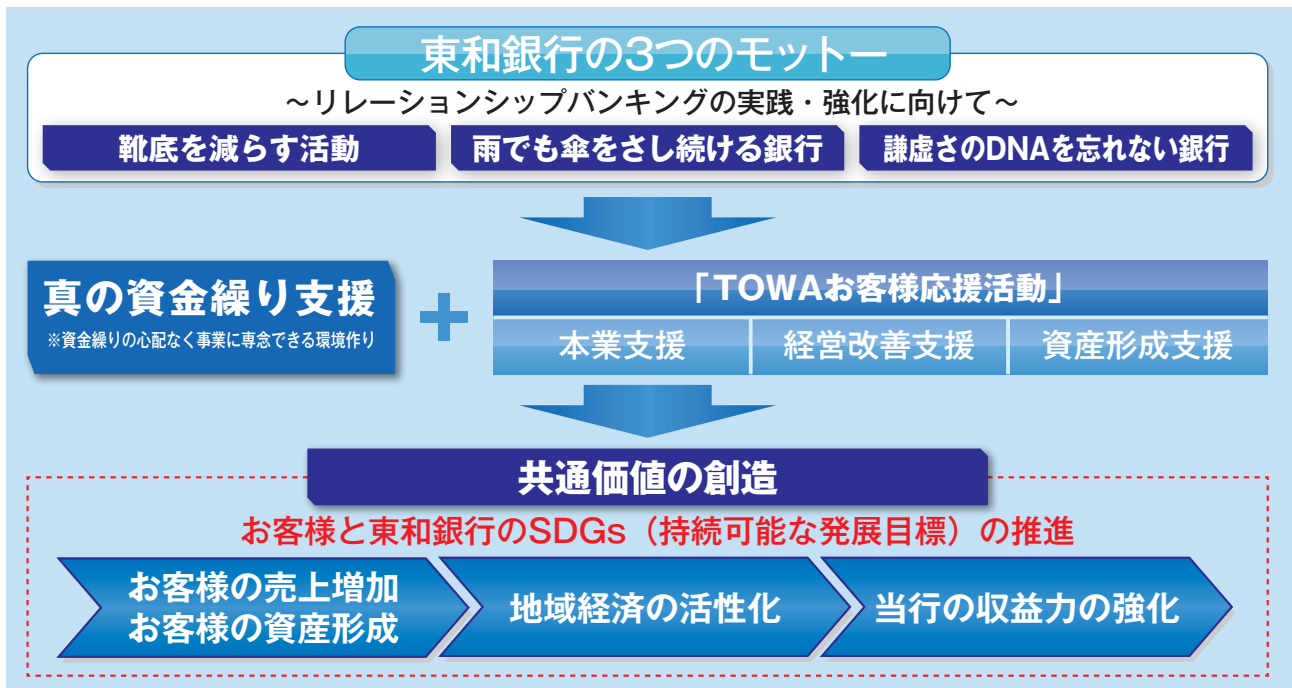 東和銀行の3つのモットー
～リレーションシップバンキングの実践・強化に向けて～
靴底を減らす活動
雨でも傘をさし続ける銀行
謙虚さのDNAを忘れない銀行
真の資金繰り支援
※資金繰りの心配なく事業に専念できる環境作り
「TOWAお客様応援活動」
本業支援
経営改善支援
資産形成支援
共通価値の創造
お客様と東和銀行のSDGs（持続可能な発展目標）の推進
お客様の売上増加
お客様の資産形成
地域経済の活性化
当行の収益力の強化